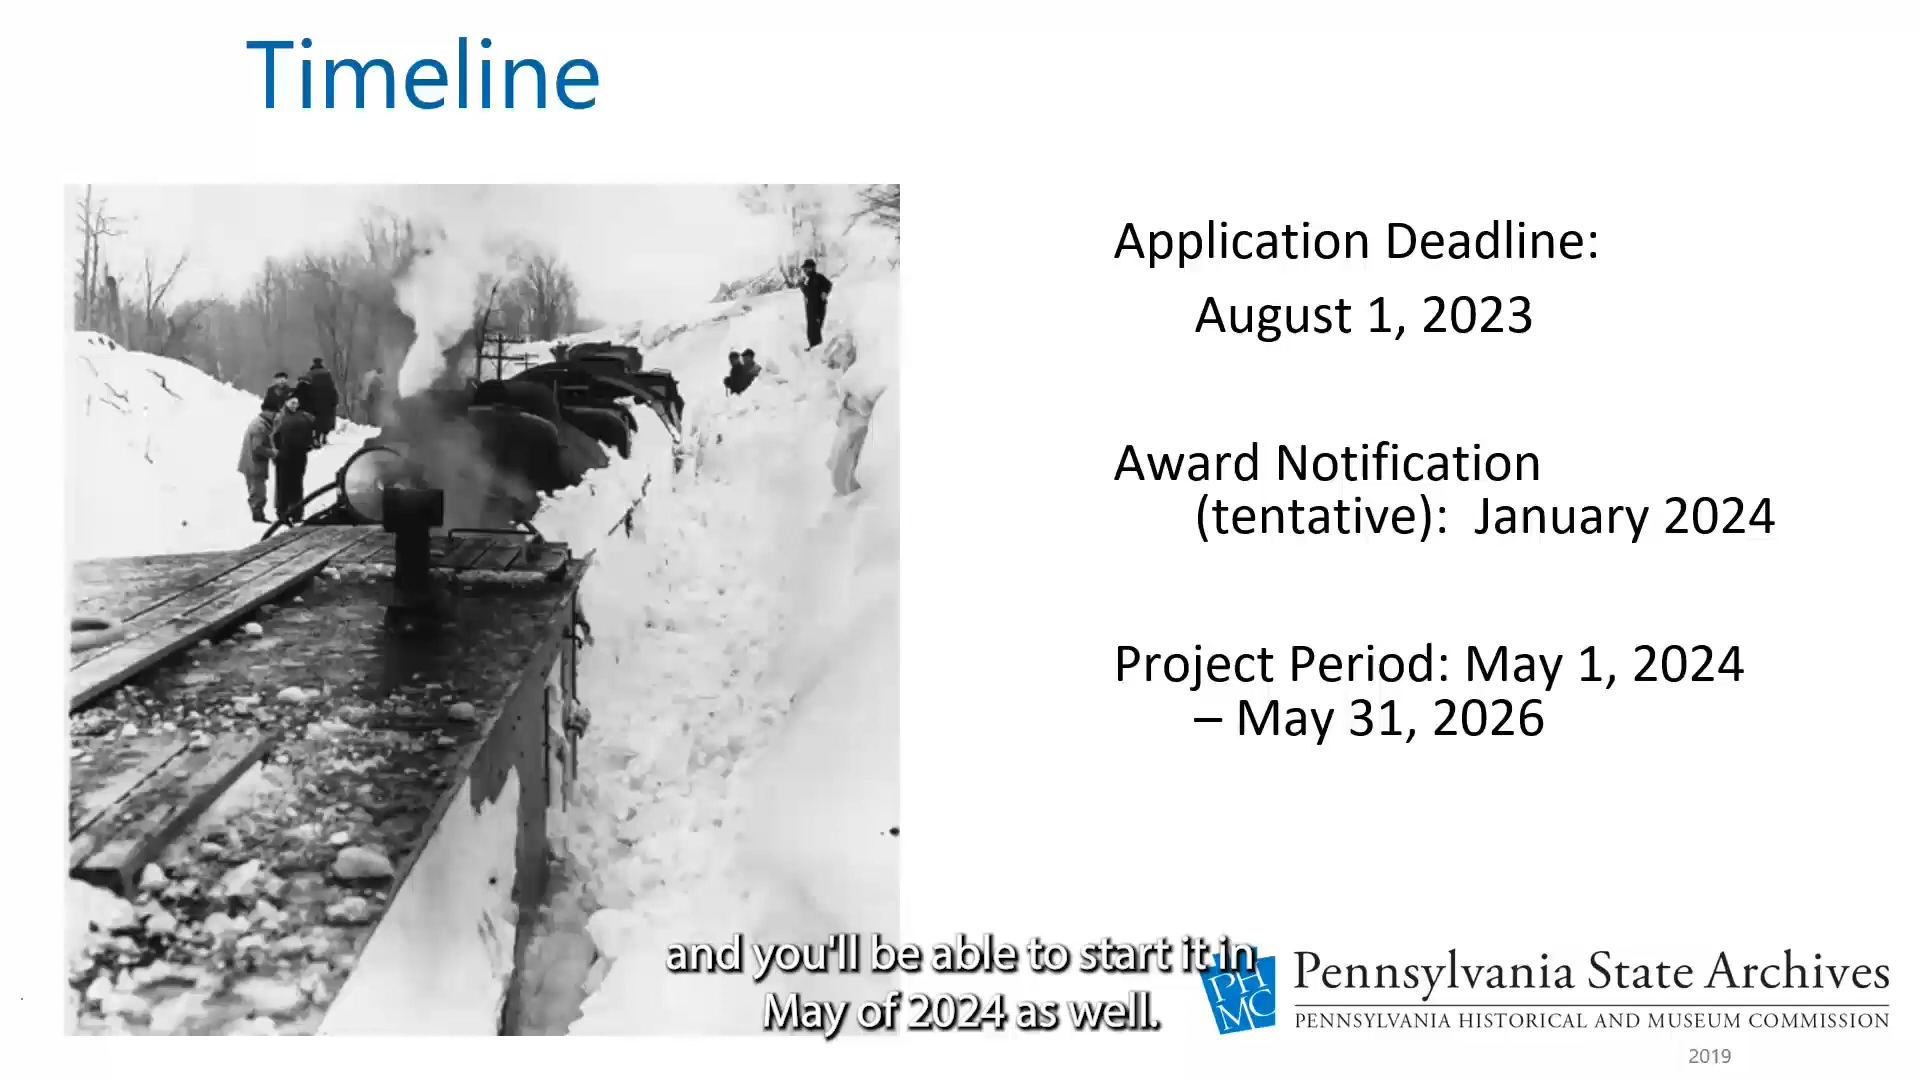 Timeline
Application Deadline:
August 1, 2023
Award Notification
(tentative):  January 2024
Project Period: May 1, 2024
– May 31, 2026
and you'll be able to start it in
May of 2024 as well.
PH
MC
Pennsylvania State Archives
PENNSYLVANIA HISTORICAL AND MUSEUM COMMISSION
2019